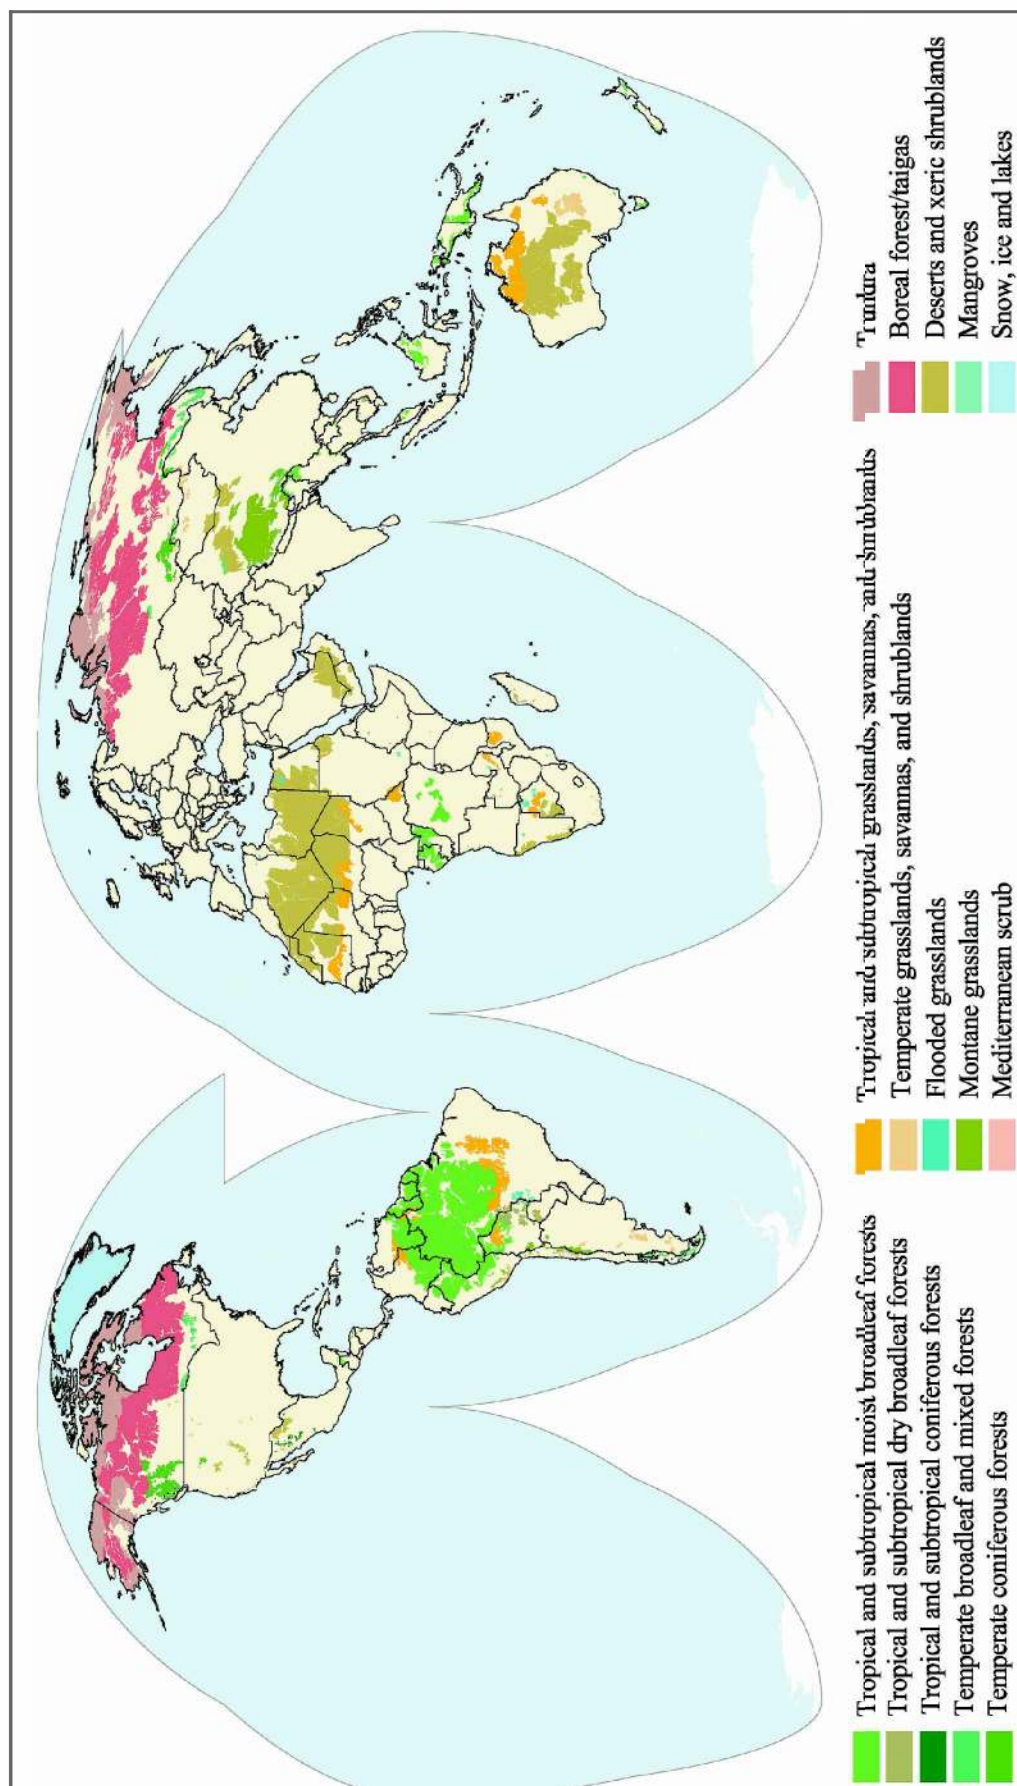 Tropical and subtropical moist broadleaf forests
Tropical and subtropical dry broadleaf forests
Tropical and subtropical coniferous forests
Temperate broadleaf and mixed forests
Temperate coniferous forests
Tropical and subtropical grasslands, savannas, and shrublands
Temperate grasslands, savannas, and shrublands
Flooded grasslands
Montane grasslands
Mediterranean scrub
Tundra
Boreal forest/taigas
Deserts and xeric shrublands
Mangroves
Snow, ice and lakes